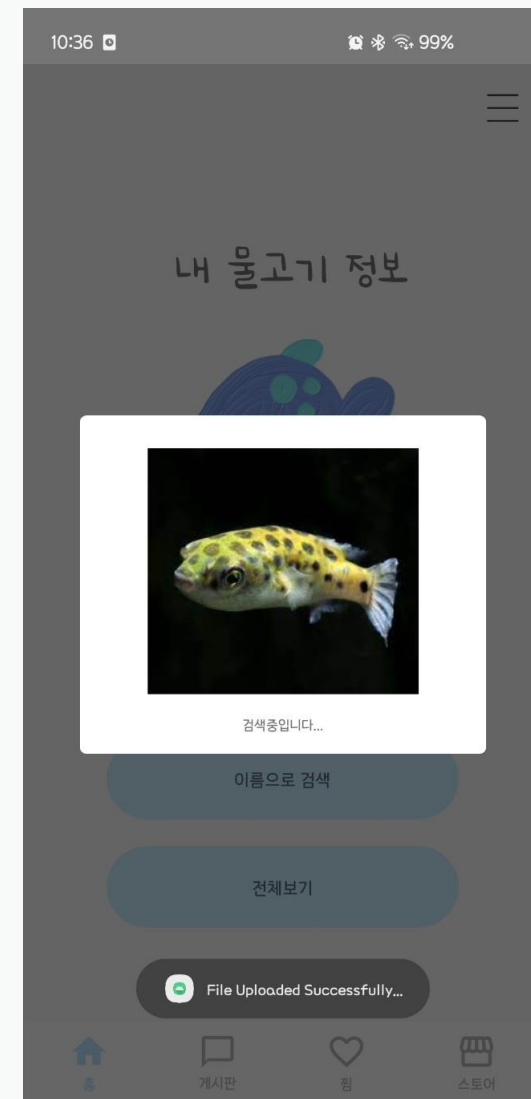 10:36
99%
내 물고기 정보
검색중입니다...
이름으로 검색
전체보기
File Uploaded Successfully...
홈
게시판
찜
스토어